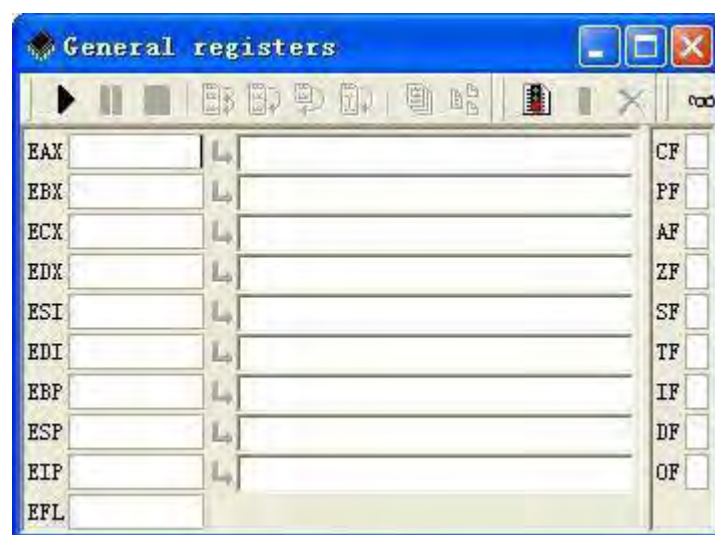 General registers
EAX CF
EBX PF
ECX AF
EDX ZF
ESI SF
EDI TF
EBP IF
ESP DF
EIP OF
EFL